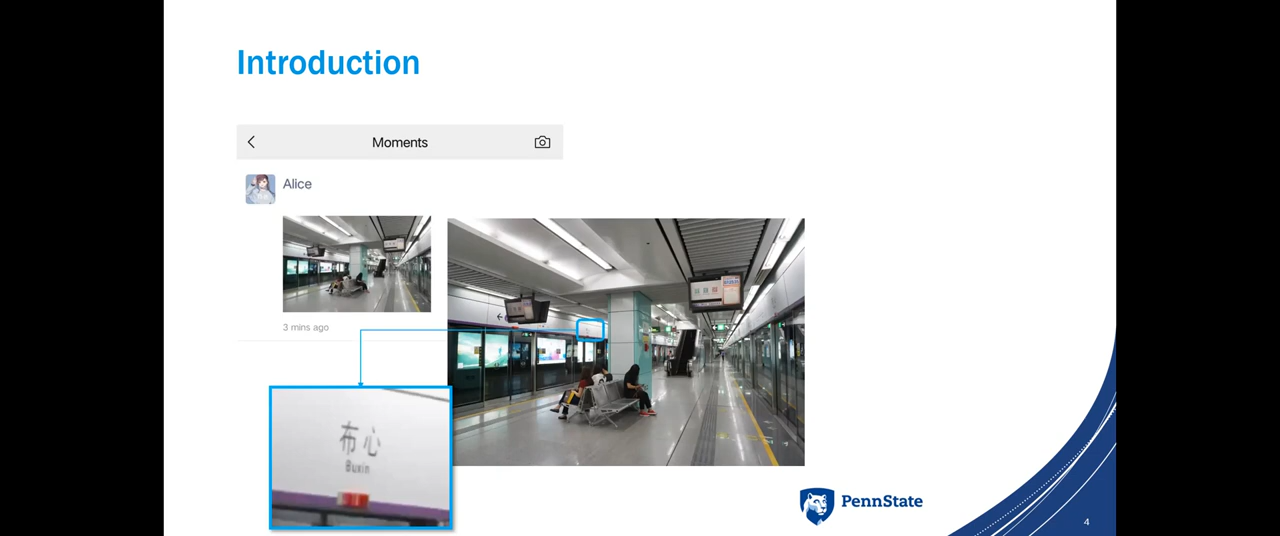 Introduction
Moments
Alice
3 mins ago
布心
Buxin
PennState
4